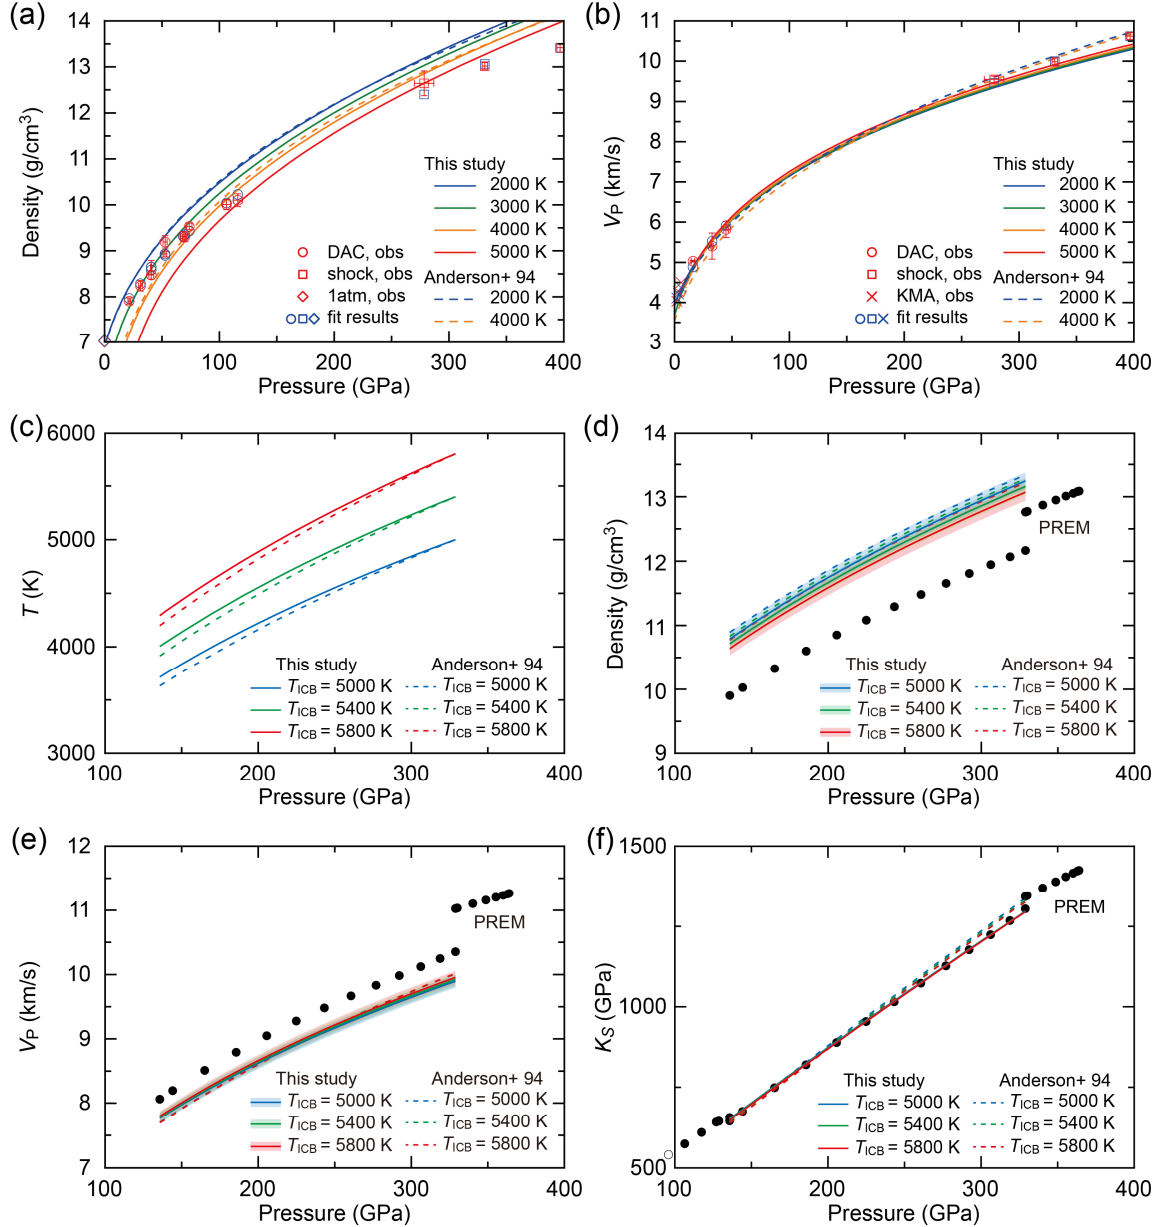 (a)
14
13
12
11
10
9
8
7
0
100
200
300
400
Density (g/cm³)
Pressure (GPa)
This study
2000 K
3000 K
4000 K
5000 K
Anderson+ 94
2000 K
4000 K
DAC, obs
shock, obs
1atm, obs
fit results
(b)
11
10
9
8
7
6
5
4
3
0
100
200
300
400
VP (km/s)
Pressure (GPa)
This study
2000 K
3000 K
4000 K
5000 K
Anderson+ 94
2000 K
4000 K
DAC, obs
shock, obs
KMA, obs
fit results
(c)
6000
5000
4000
3000
100
200
300
400
T (K)
Pressure (GPa)
This study
TICB = 5000 K
TICB = 5400 K
TICB = 5800 K
Anderson+ 94
TICB = 5000 K
TICB = 5400 K
TICB = 5800 K
(d)
14
13
12
11
10
9
100
200
300
400
Density (g/cm³)
Pressure (GPa)
PREM
This study
TICB = 5000 K
TICB = 5400 K
TICB = 5800 K
Anderson+ 94
TICB = 5000 K
TICB = 5400 K
TICB = 5800 K
(e)
12
11
10
9
8
7
100
200
300
400
VP (km/s)
Pressure (GPa)
PREM
This study
TICB = 5000 K
TICB = 5400 K
TICB = 5800 K
Anderson+ 94
TICB = 5000 K
TICB = 5400 K
TICB = 5800 K
(f)
1500
1000
500
100
200
300
400
KS (GPa)
Pressure (GPa)
PREM
This study
TICB = 5000 K
TICB = 5400 K
TICB = 5800 K
Anderson+ 94
TICB = 5000 K
TICB = 5400 K
TICB = 5800 K